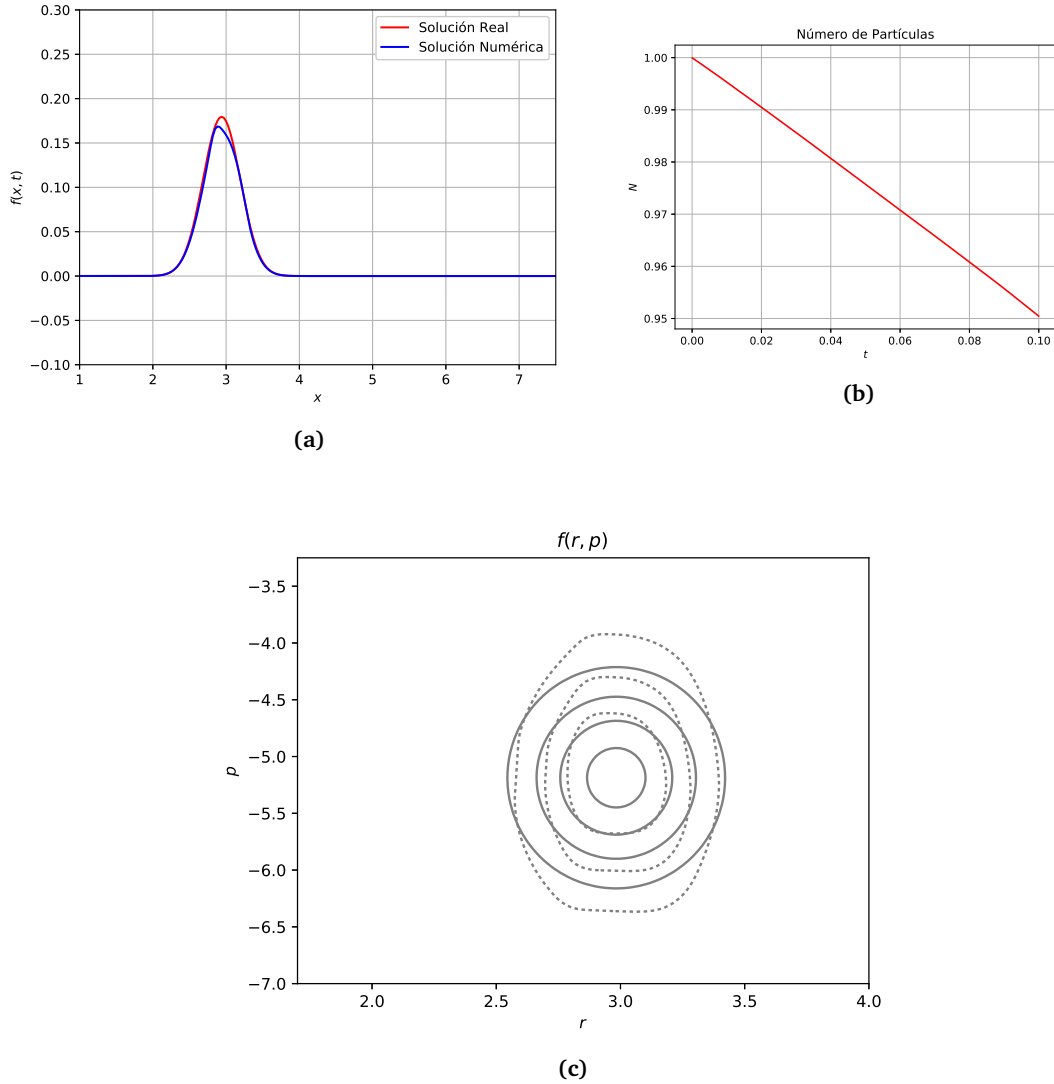 0.30
0.25
0.20
0.15
0.10
0.05
0.00
−0.05
−0.10
f(x, t)
1 2 3 4 5 6 7
x
Solución Real
Solución Numérica
(a)
Número de Partículas
1.00
0.99
0.98
0.97
0.96
0.95
N
0.00 0.02 0.04 0.06 0.08 0.10
t
(b)
f(r, p)
−3.5
−4.0
−4.5
−5.0
−5.5
−6.0
−6.5
−7.0
p
2.0 2.5 3.0 3.5 4.0
r
(c)